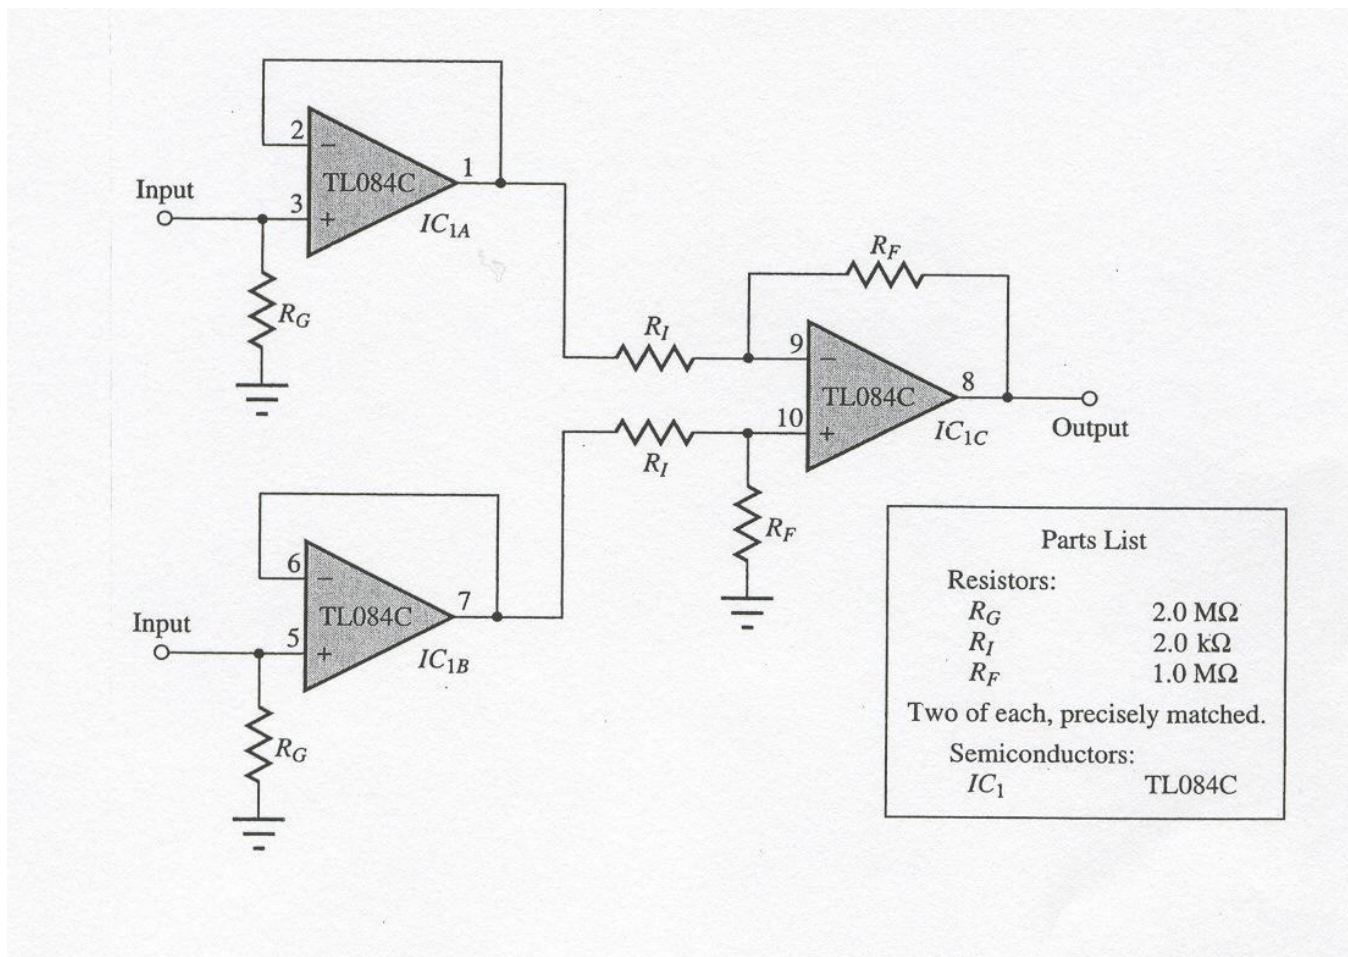 2
1
TL084C
Input
3
IC1A
RG
RF
RI
9
TL084C
8
10
IC1C
Output
RI
RF
6
TL084C
7
Input
5
IC1B
RG
Parts List
Resistors:
RG 2.0 MΩ
RI 2.0 kΩ
RF 1.0 MΩ
Two of each, precisely matched.
Semiconductors:
IC1 TL084C